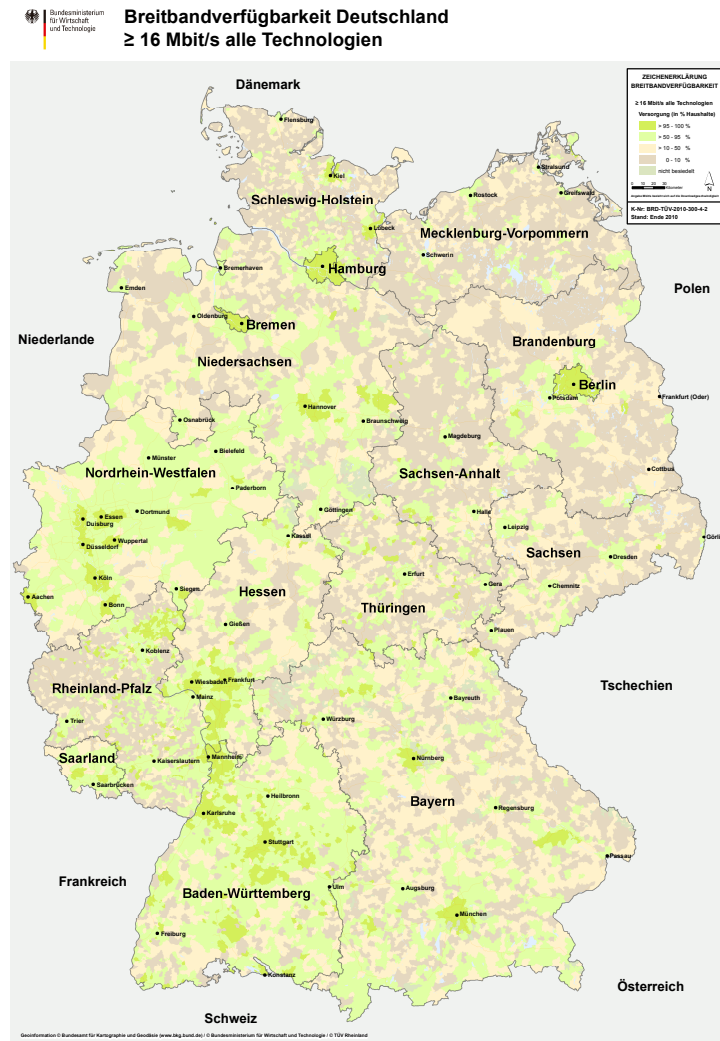 Bundesministerium
für Wirtschaft
und Technologie
Breitbandverfügbarkeit Deutschland
≥ 16 Mbit/s alle Technologien
ZEICHENERKLÄRUNG
BREITBANDVERFÜGBARKEIT
≥ 16 Mbit/s alle Technologien
Versorgung (in % Haushalte)
> 95 - 100 %
> 50 - 95 %
> 10 - 50 %
0 - 10 %
nicht besiedelt
N
0 10 20 30
Kilometer
K-Nr: BRD-TÜV-2010-300-4-2
Stand: Ende 2010
Dänemark
Flensburg
Kiel
Stralsund
Schleswig-Holstein
Rostock
Greifswald
Lübeck
Mecklenburg-Vorpommern
Schwerin
Bremerhaven
Hamburg
Emden
Polen
Oldenburg
Bremen
Niederlande
Brandenburg
Niedersachsen
Berlin
Potsdam
Frankfurt (Oder)
Hannover
Osnabrück
Braunschweig
Magdeburg
Bielefeld
Münster
Nordrhein-Westfalen
Sachsen-Anhalt
Cottbus
Paderborn
Göttingen
Halle
Dortmund
Essen
Duisburg
Leipzig
Kassel
Görli
Wuppertal
Düsseldorf
Sachsen
Dresden
Köln
Erfurt
Gera
Chemnitz
Siegen
Hessen
Aachen
Bonn
Thüringen
Gießen
Plauen
Koblenz
Wiesbaden
Frankfurt
Rheinland-Pfalz
Tschechien
Mainz
Bayreuth
Trier
Würzburg
Saarland
Kaiserslautern
Mannheim
Nürnberg
Saarbrücken
Heilbronn
Bayern
Regensburg
Karlsruhe
Stuttgart
Passau
Frankreich
Ulm
Augsburg
Baden-Württemberg
München
Freiburg
Konstanz
Österreich
Schweiz
Geoinformation © Bundesamt für Kartographie und Geodäsie (www.bkg.bund.de) / © Bundesministerium für Wirtschaft und Technologie / © TÜV Rheinland